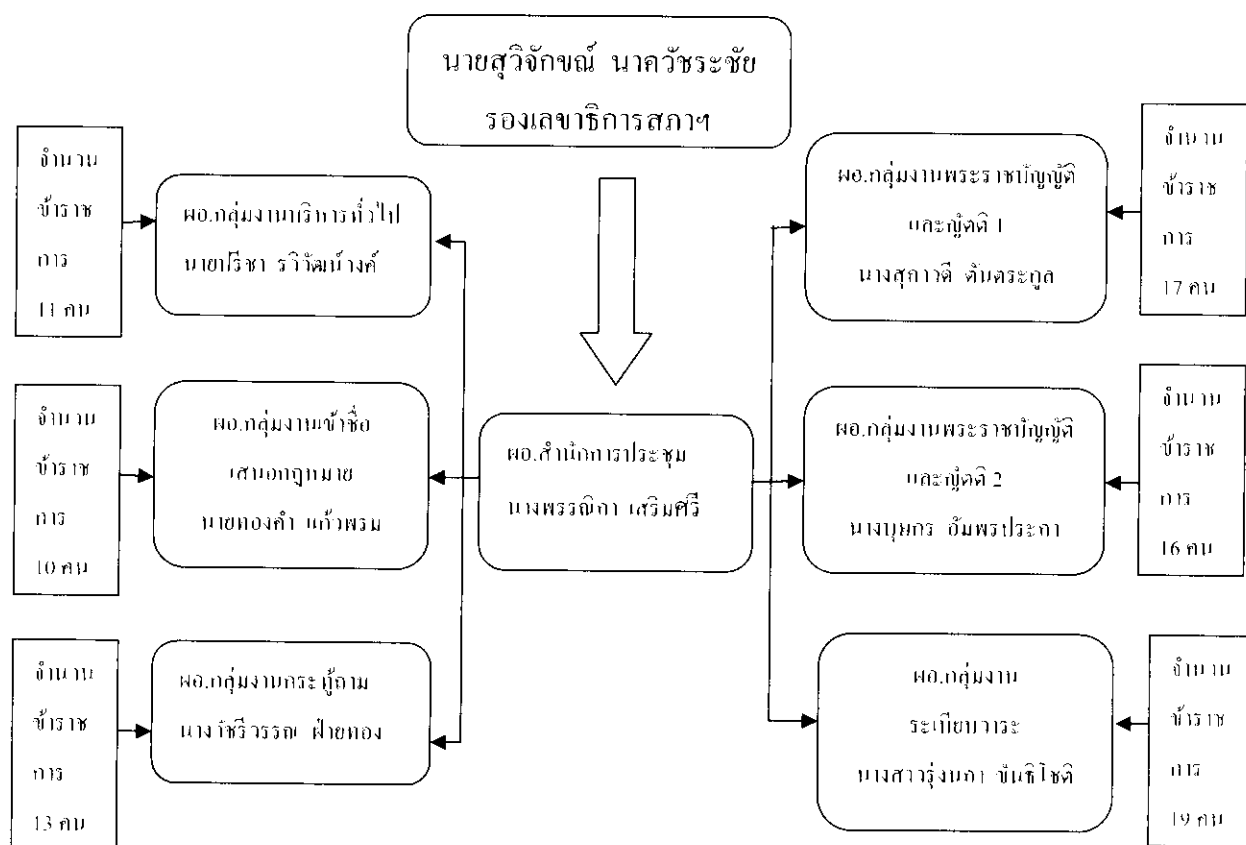 นายสุวิจักขณ์ นาควัชระชัย
รองเลขาธิการสภาฯ
จำนวน
ข้าราช
การ
11 คน
ผอ.กลุ่มงานบริหารทั่วไป
นายปรีชา รวิวัฒน์วงศ์
ผอ.กลุ่มงานพระราชบัญญัติ
และญัตติ 1
นางสุภาวดี ตันตระกูล
จำนวน
ข้าราช
การ
17 คน
จำนวน
ข้าราช
การ
10 คน
ผอ.กลุ่มงานเข้าชื่อ
เสนอกฎหมาย
นายทองคำ แก้วพรม
ผอ.สำนักการประชุม
นางพรรณิภา เสริมศรี
ผอ.กลุ่มงานพระราชบัญญัติ
และญัตติ 2
นางบุษกร อัมพรประภา
จำนวน
ข้าราช
การ
16 คน
จำนวน
ข้าราช
การ
13 คน
ผอ.กลุ่มงานกระทู้ถาม
นางวัชรีวรรณ ฝ่ายทอง
ผอ.กลุ่มงาน
ระเบียบวาระ
นางสาวรุ่งนภา ขันธิโชติ
จำนวน
ข้าราช
การ
19 คน